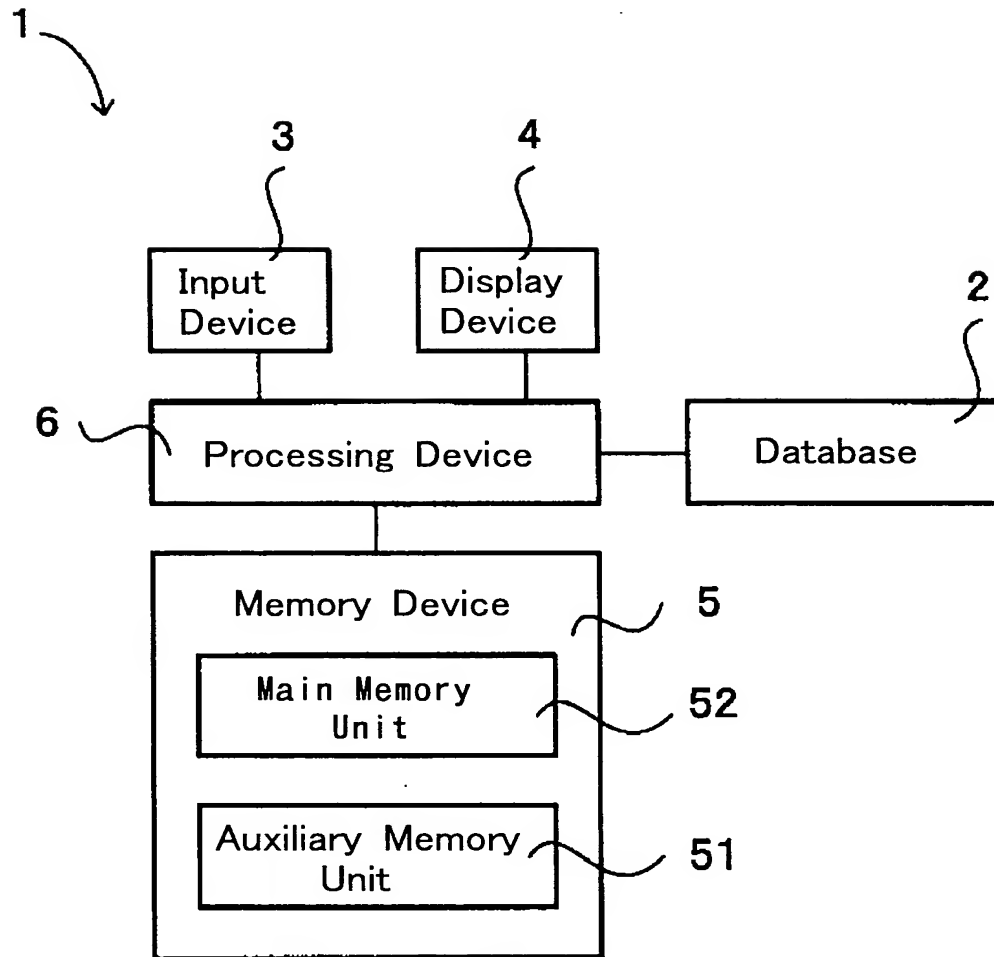 1
3
4
2
Input
Device
Display
Device
6
Processing Device
Database
Memory Device
5
Main Memory
Unit
52
Auxiliary Memory
Unit
51